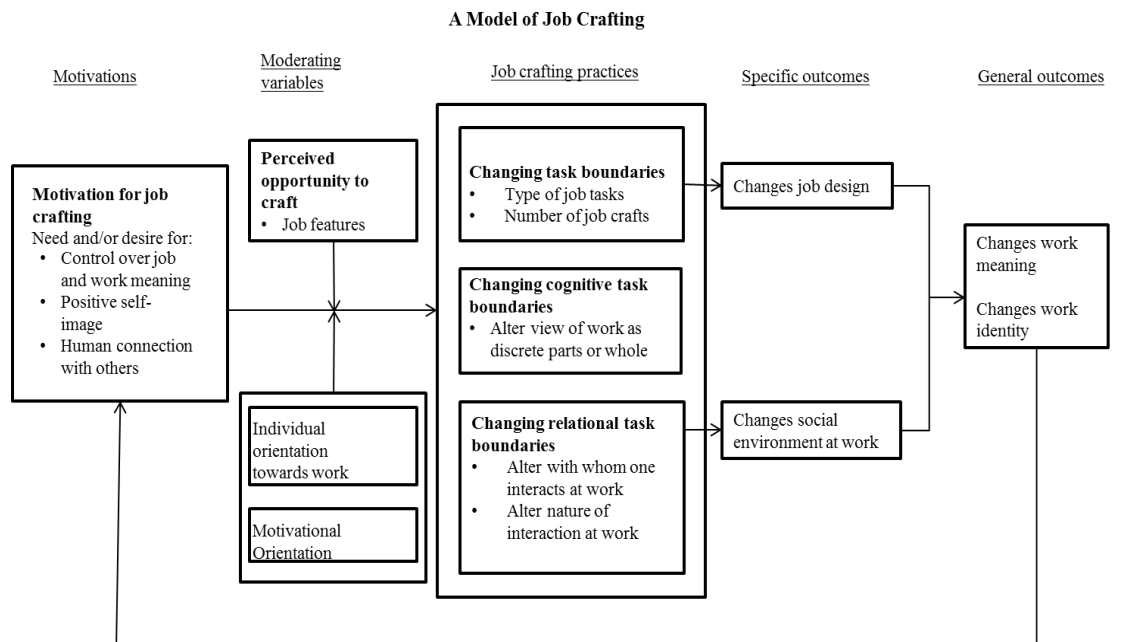 A Model of Job Crafting
Motivations
Moderating
variables
Job crafting practices
Specific outcomes
General outcomes
Motivation for job
crafting
Need and/or desire for:
• Control over job
and work meaning
• Positive self-
image
• Human connection
with others
Perceived
opportunity to
craft
• Job features
Individual
orientation
towards work
Motivational
Orientation
Changing task boundaries
• Type of job tasks
• Number of job crafts
Changing cognitive task
boundaries
• Alter view of work as
discrete parts or whole
Changing relational task
boundaries
• Alter with whom one
interacts at work
• Alter nature of
interaction at work
Changes job design
Changes social
environment at work
Changes work
meaning
Changes work
identity